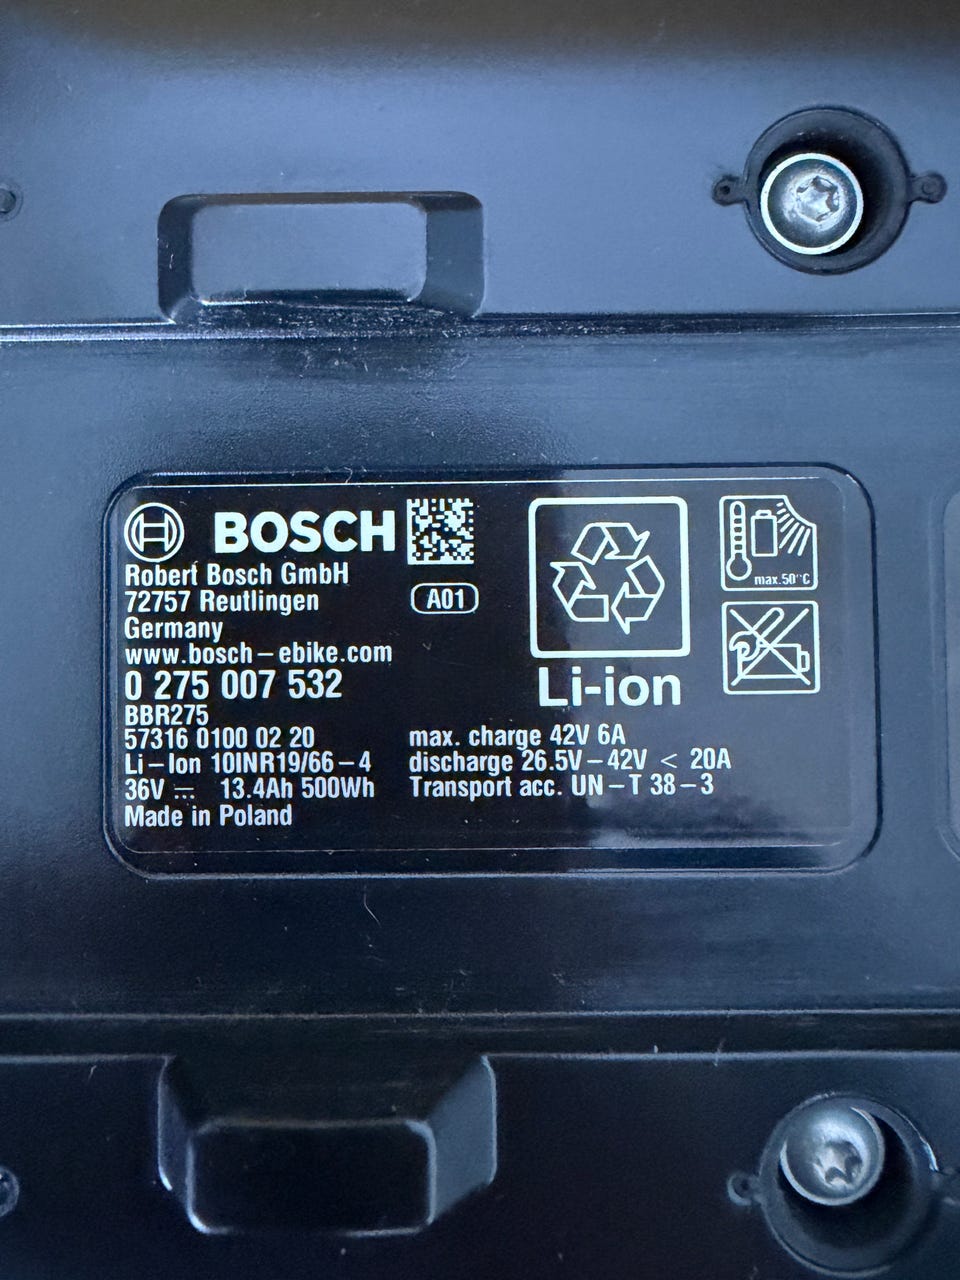 BOSCH
A01
Robert Bosch GmbH
72757 Reutlingen
Germany
www.bosch-ebike.com
0 275 007 532
BBR275
57316 0100 02 20
Li-Ion 10INR19/66-4
36V ⎓ 13.4Ah 500Wh
Made in Poland
Li-ion
max. charge 42V 6A
discharge 26.5V-42V < 20A
Transport acc. UN-T 38-3
max.50°C